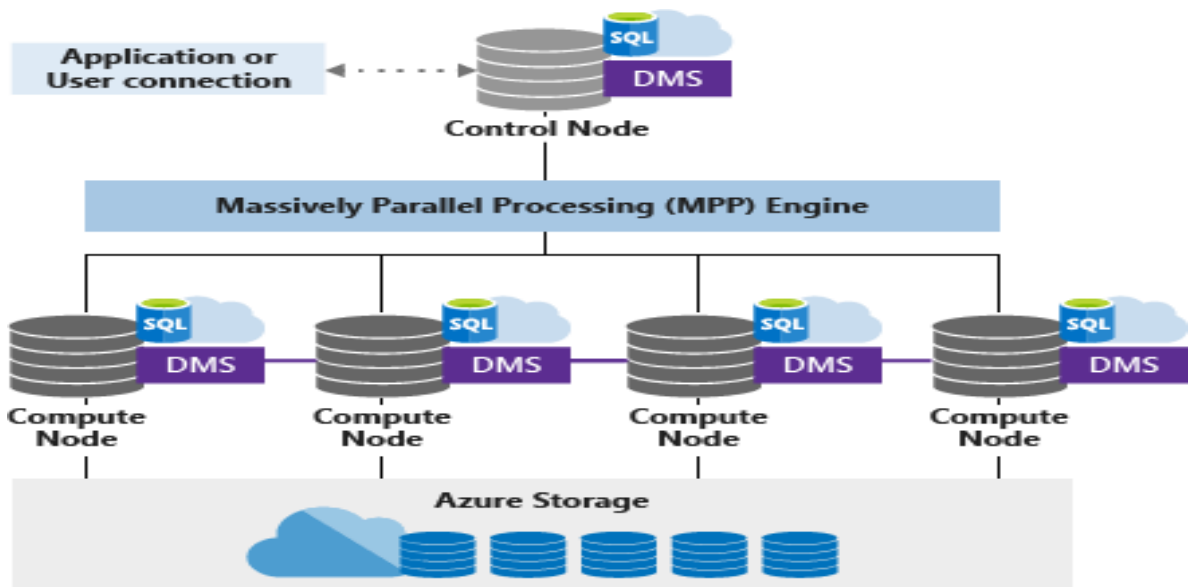 SQL
Application or
User connection
DMS
Control Node
Massively Parallel Processing (MPP) Engine
SQL
SQL
SQL
SQL
DMS
DMS
DMS
DMS
Compute
Node
Compute
Node
Compute
Node
Compute
Node
Azure Storage